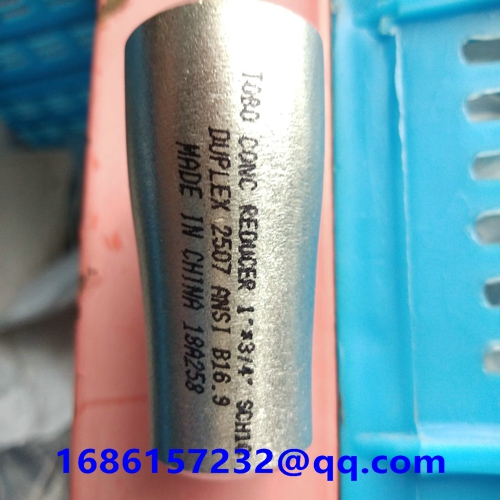 TOBO CONC REDUCER 1"*3/4" SCH1
DUPLEX 2507 ANSI B16.9
MADE IN CHINA 18A258
1686157232@qq.com